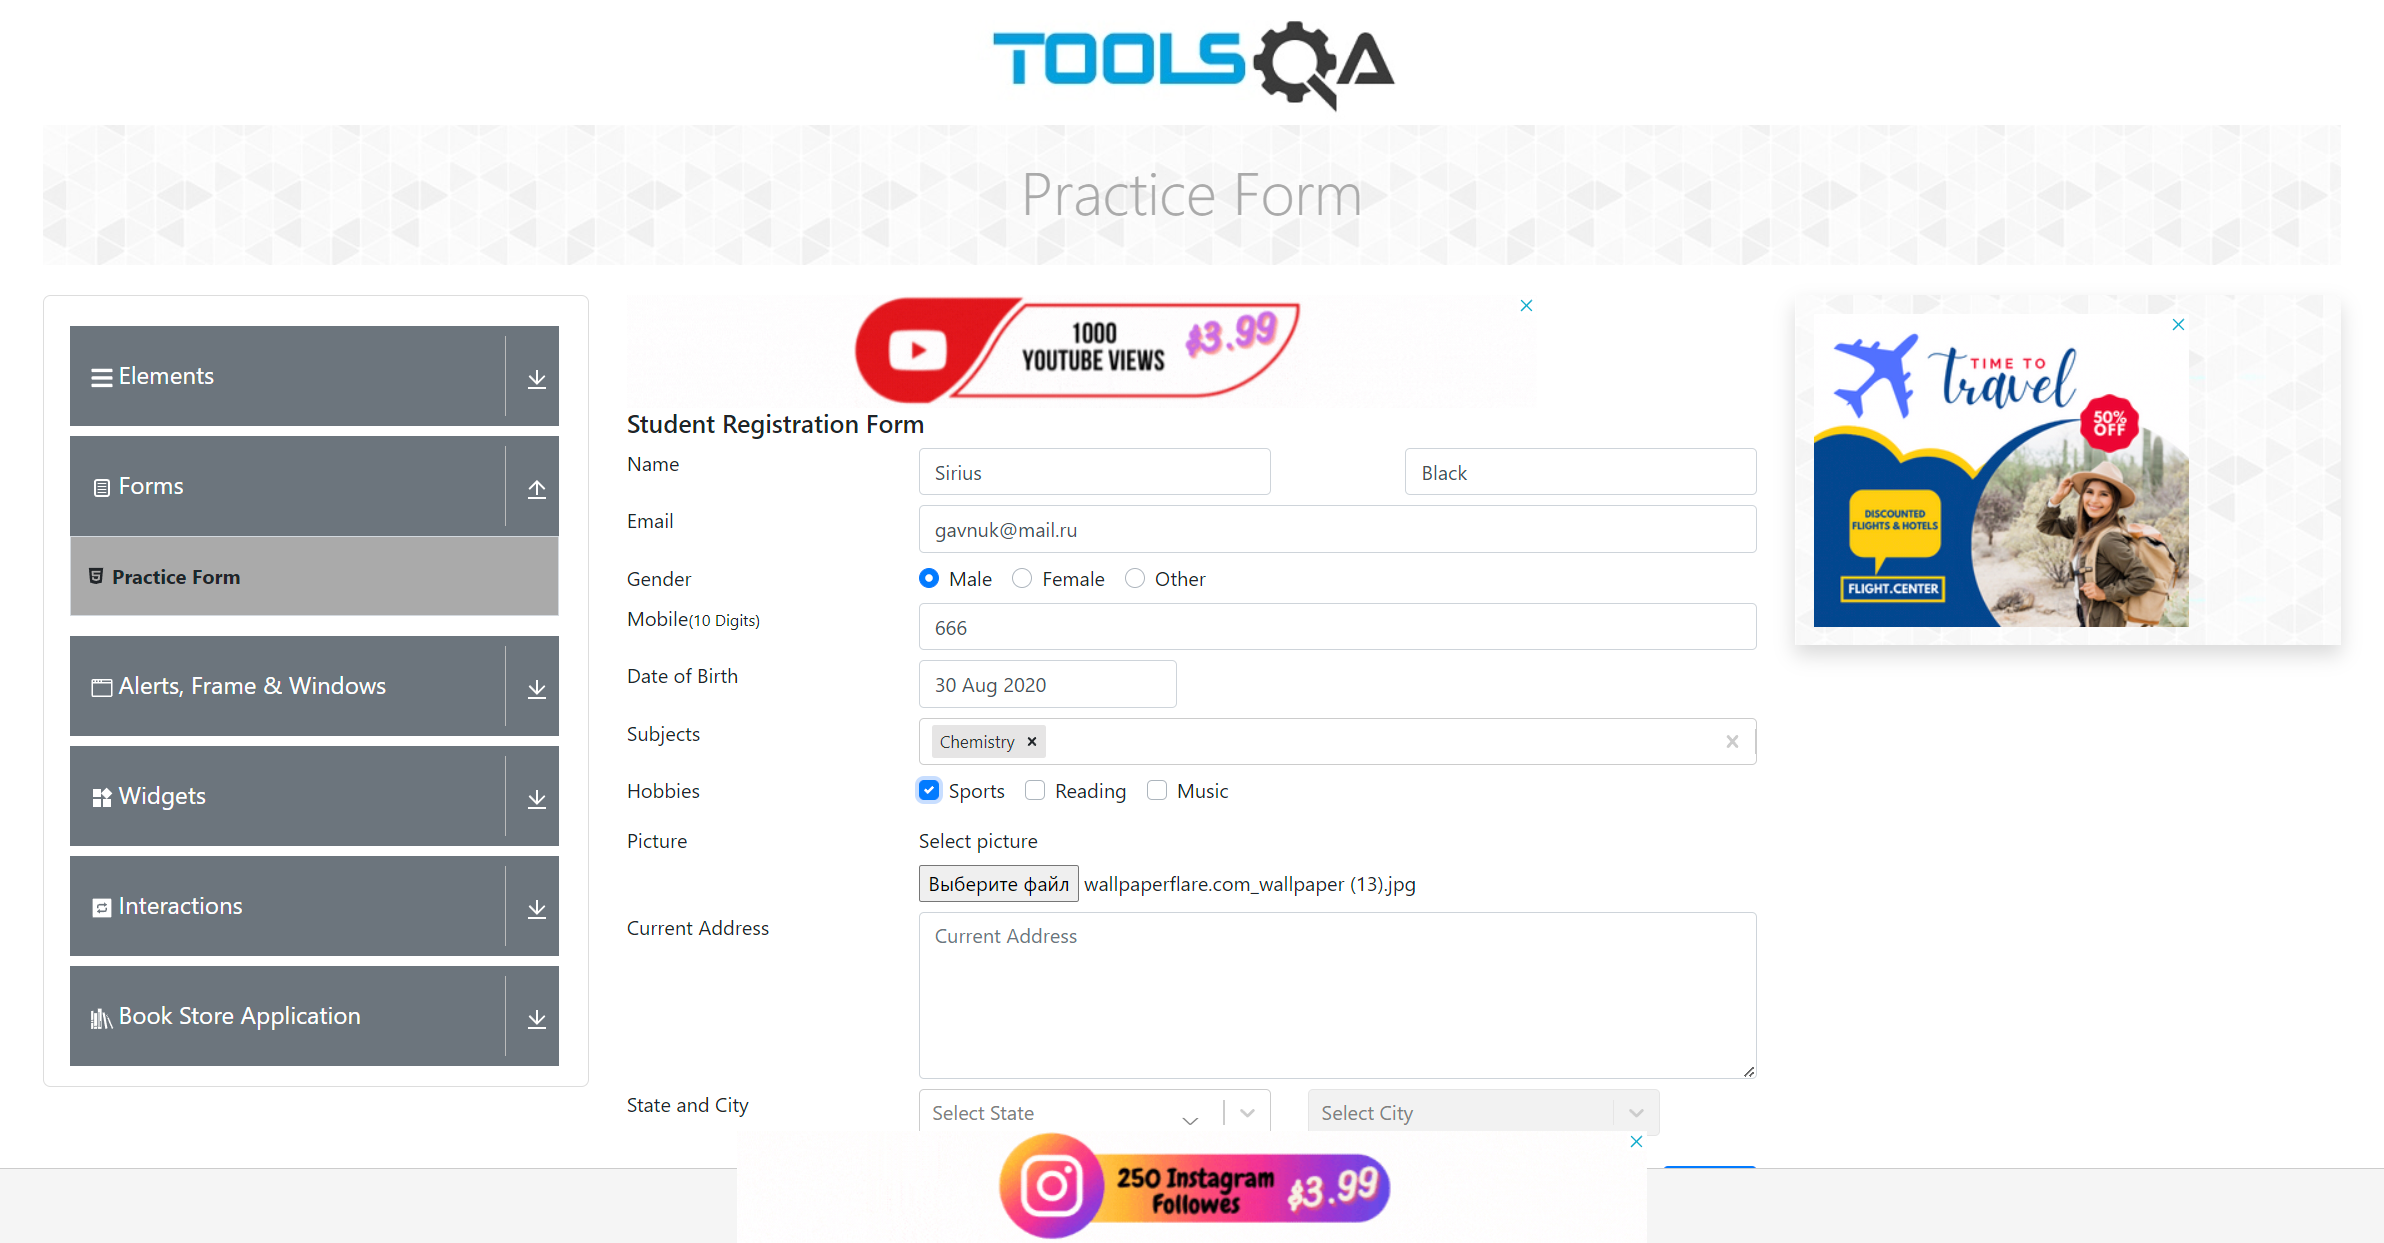 TOOLSQA
Practice Form
Elements
Forms
Practice Form
Alerts, Frame & Windows
Widgets
Interactions
Book Store Application
1000
YOUTUBE VIEWS
$3.99
Student Registration Form
Name
Sirius
Black
Email
gavnuk@mail.ru
Gender
Male
Female
Other
Mobile(10 Digits)
666
Date of Birth
30 Aug 2020
Subjects
Chemistry
Hobbies
Sports
Reading
Music
Picture
Select picture
Выберите файл wallpaperflare.com_wallpaper (13).jpg
Current Address
Current Address
State and City
Select State
Select City
TIME TO
travel
50%
OFF
DISCOUNTED
FLIGHTS & HOTELS
FLIGHT.CENTER
250 Instagram
Followes
$3.99